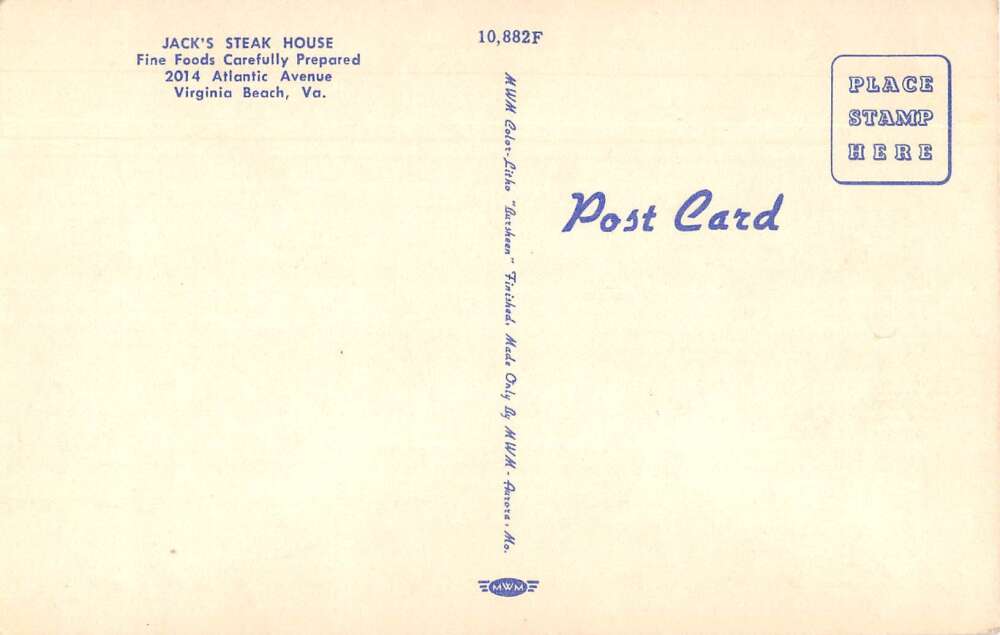 JACK'S STEAK HOUSE
Fine Foods Carefully Prepared
2014 Atlantic Avenue
Virginia Beach, Va.
10,882F
MWM Color-Litho "Lursheen" Finished, Made Only By MWM - Aurora, Mo.
MWM
PLACE
STAMP
HERE
Post Card